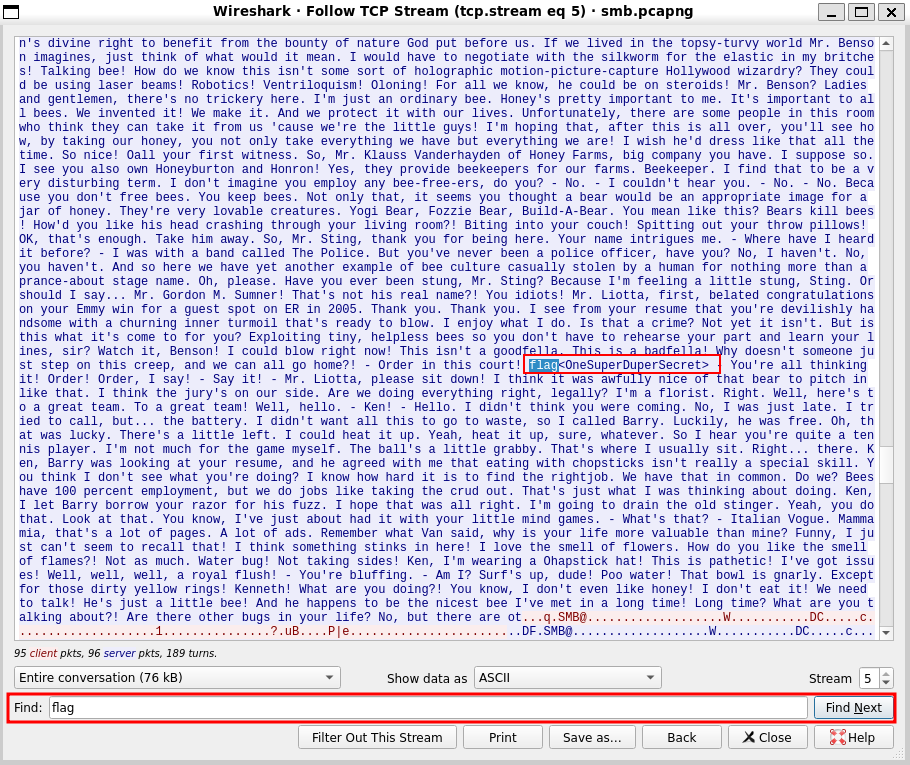 Wireshark · Follow TCP Stream (tcp.stream eq 5) · smb.pcapng
n's divine right to benefit from the bounty of nature God put before us. If we lived in the topsy-turvy world Mr. Benso
n imagines, just think of what would it mean. I would have to negotiate with the silkworm for the elastic in my britche
s! Talking bee! How do we know this isn't some sort of holographic motion-picture-capture Hollywood wizardry? They coul
d be using laser beams! Robotics! Ventriloquism! Oloning! For all we know, he could be on steroids! Mr. Benson? Ladies
and gentlemen, there's no trickery here. I'm just an ordinary bee. Honey's pretty important to me. It's important to al
l bees. We invented it! We make it. And we protect it with our lives. Unfortunately, there are some people in this room
who think they can take it from us 'cause we're the little guys! I'm hoping that, after this is all over, you'll see ho
w, by taking our honey, you not only take everything we have but everything we are! I wish he'd dress like that all the
time. So nice! Oall your first witness. So, Mr. Klauss Vanderhayden of Honey Farms, big company you have. I suppose so.
I see you also own Honeyburton and Honron! Yes, they provide beekeepers for our farms. Beekeeper. I find that to be a v
ery disturbing term. I don't imagine you employ any bee-free-ers, do you? - No. - I couldn't hear you. - No. - No. Beca
use you don't free bees. You keep bees. Not only that, it seems you thought a bear would be an appropriate image for a
jar of honey. They're very lovable creatures. Yogi Bear, Fozzie Bear, Build-A-Bear. You mean like this? Bears kill bees
! How'd you like his head crashing through your living room?! Biting into your couch! Spitting out your throw pillows!
OK, that's enough. Take him away. So, Mr. Sting, thank you for being here. Your name intrigues me. - Where have I heard
it before? - I was with a band called The Police. But you've never been a police officer, have you? No, I haven't. No,
you haven't. And so here we have yet another example of bee culture casually stolen by a human for nothing more than a
prance-about stage name. Oh, please. Have you ever been stung, Mr. Sting? Because I'm feeling a little stung, Sting. Or
should I say... Mr. Gordon M. Sumner! That's not his real name?! You idiots! Mr. Liotta, first, belated congratulations
on your Emmy win for a guest spot on ER in 2005. Thank you. Thank you. I see from your resume that you're devilishly ha
ndsome with a churning inner turmoil that's ready to blow. I enjoy what I do. Is that a crime? Not yet it isn't. But is
this what it's come to for you? Exploiting tiny, helpless bees so you don't have to rehearse your part and learn your l
ines, sir? Watch it, Benson! I could blow right now! This isn't a goodfella. This is a badfella! Why doesn't someone ju
st step on this creep, and we can all go home?! - Order in this court! flag<OneSuperDuperSecret> - You're all thinking
it! Order! Order, I say! - Say it! - Mr. Liotta, please sit down! I think it was awfully nice of that bear to pitch in
like that. I think the jury's on our side. Are we doing everything right, legally? I'm a florist. Right. Well, here's t
o a great team. To a great team! Well, hello. - Ken! - Hello. I didn't think you were coming. No, I was just late. I tr
ied to call, but... the battery. I didn't want all this to go to waste, so I called Barry. Luckily, he was free. Oh, th
at was lucky. There's a little left. I could heat it up. Yeah, heat it up, sure, whatever. So I hear you're quite a ten
nis player. I'm not much for the game myself. The ball's a little grabby. That's where I usually sit. Right... there. K
en, Barry was looking at your resume, and he agreed with me that eating with chopsticks isn't really a special skill. Y
ou think I don't see what you're doing? I know how hard it is to find the rightjob. We have that in common. Do we? Bees
have 100 percent employment, but we do jobs like taking the crud out. That's just what I was thinking about doing. Ken,
I let Barry borrow your razor for his fuzz. I hope that was all right. I'm going to drain the old stinger. Yeah, you do
that. Look at that. You know, I've just about had it with your little mind games. - What's that? - Italian Vogue. Mamma
mia, that's a lot of pages. A lot of ads. Remember what Van said, why is your life more valuable than mine? Funny, I ju
st can't seem to recall that! I think something stinks in here! I love the smell of flowers. How do you like the smell
of flames?! Not as much. Water bug! Not taking sides! Ken, I'm wearing a Ohapstick hat! This is pathetic! I've got issu
es! Well, well, well, a royal flush! - You're bluffing. - Am I? Surf's up, dude! Poo water! That bowl is gnarly. Except
for those dirty yellow rings! Kenneth! What are you doing?! You know, I don't even like honey! I don't eat it! We need
to talk! He's just a little bee! And he happens to be the nicest bee I've met in a long time! Long time? What are you t
alking about?! Are there other bugs in your life? No, but there are ot...q.SMB@..................W..........DC.....c.
..................1..............?.uB....P|e.......................DF.SMB@..................W..........DC.....c...
95 client pkts, 96 server pkts, 189 turns.
Entire conversation (76 kB)
Show data as ASCII
Stream 5
Find: flag
Find Next
Filter Out This Stream
Print
Save as...
Back
Close
Help